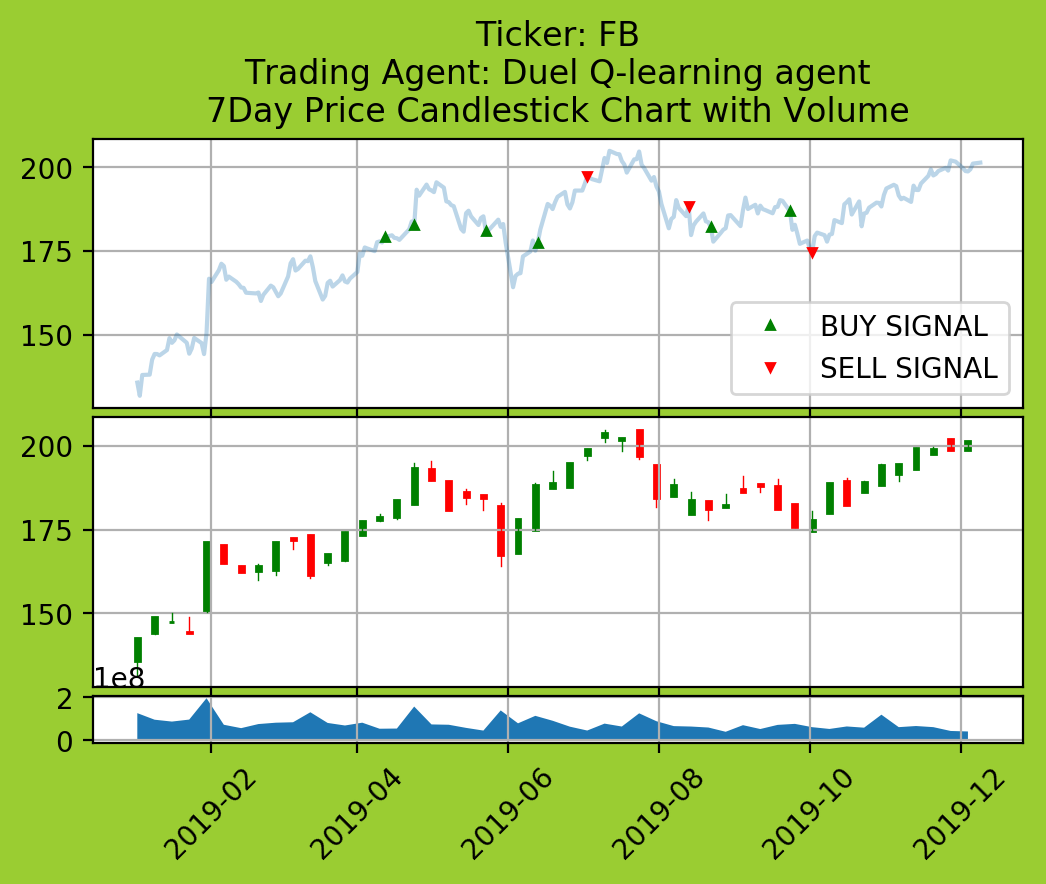 Ticker: FB
Trading Agent: Duel Q-learning agent
7Day Price Candlestick Chart with Volume
200
175
150
BUY SIGNAL
SELL SIGNAL
200
175
150
1e8
2
0
2019-02
2019-04
2019-06
2019-08
2019-10
2019-12